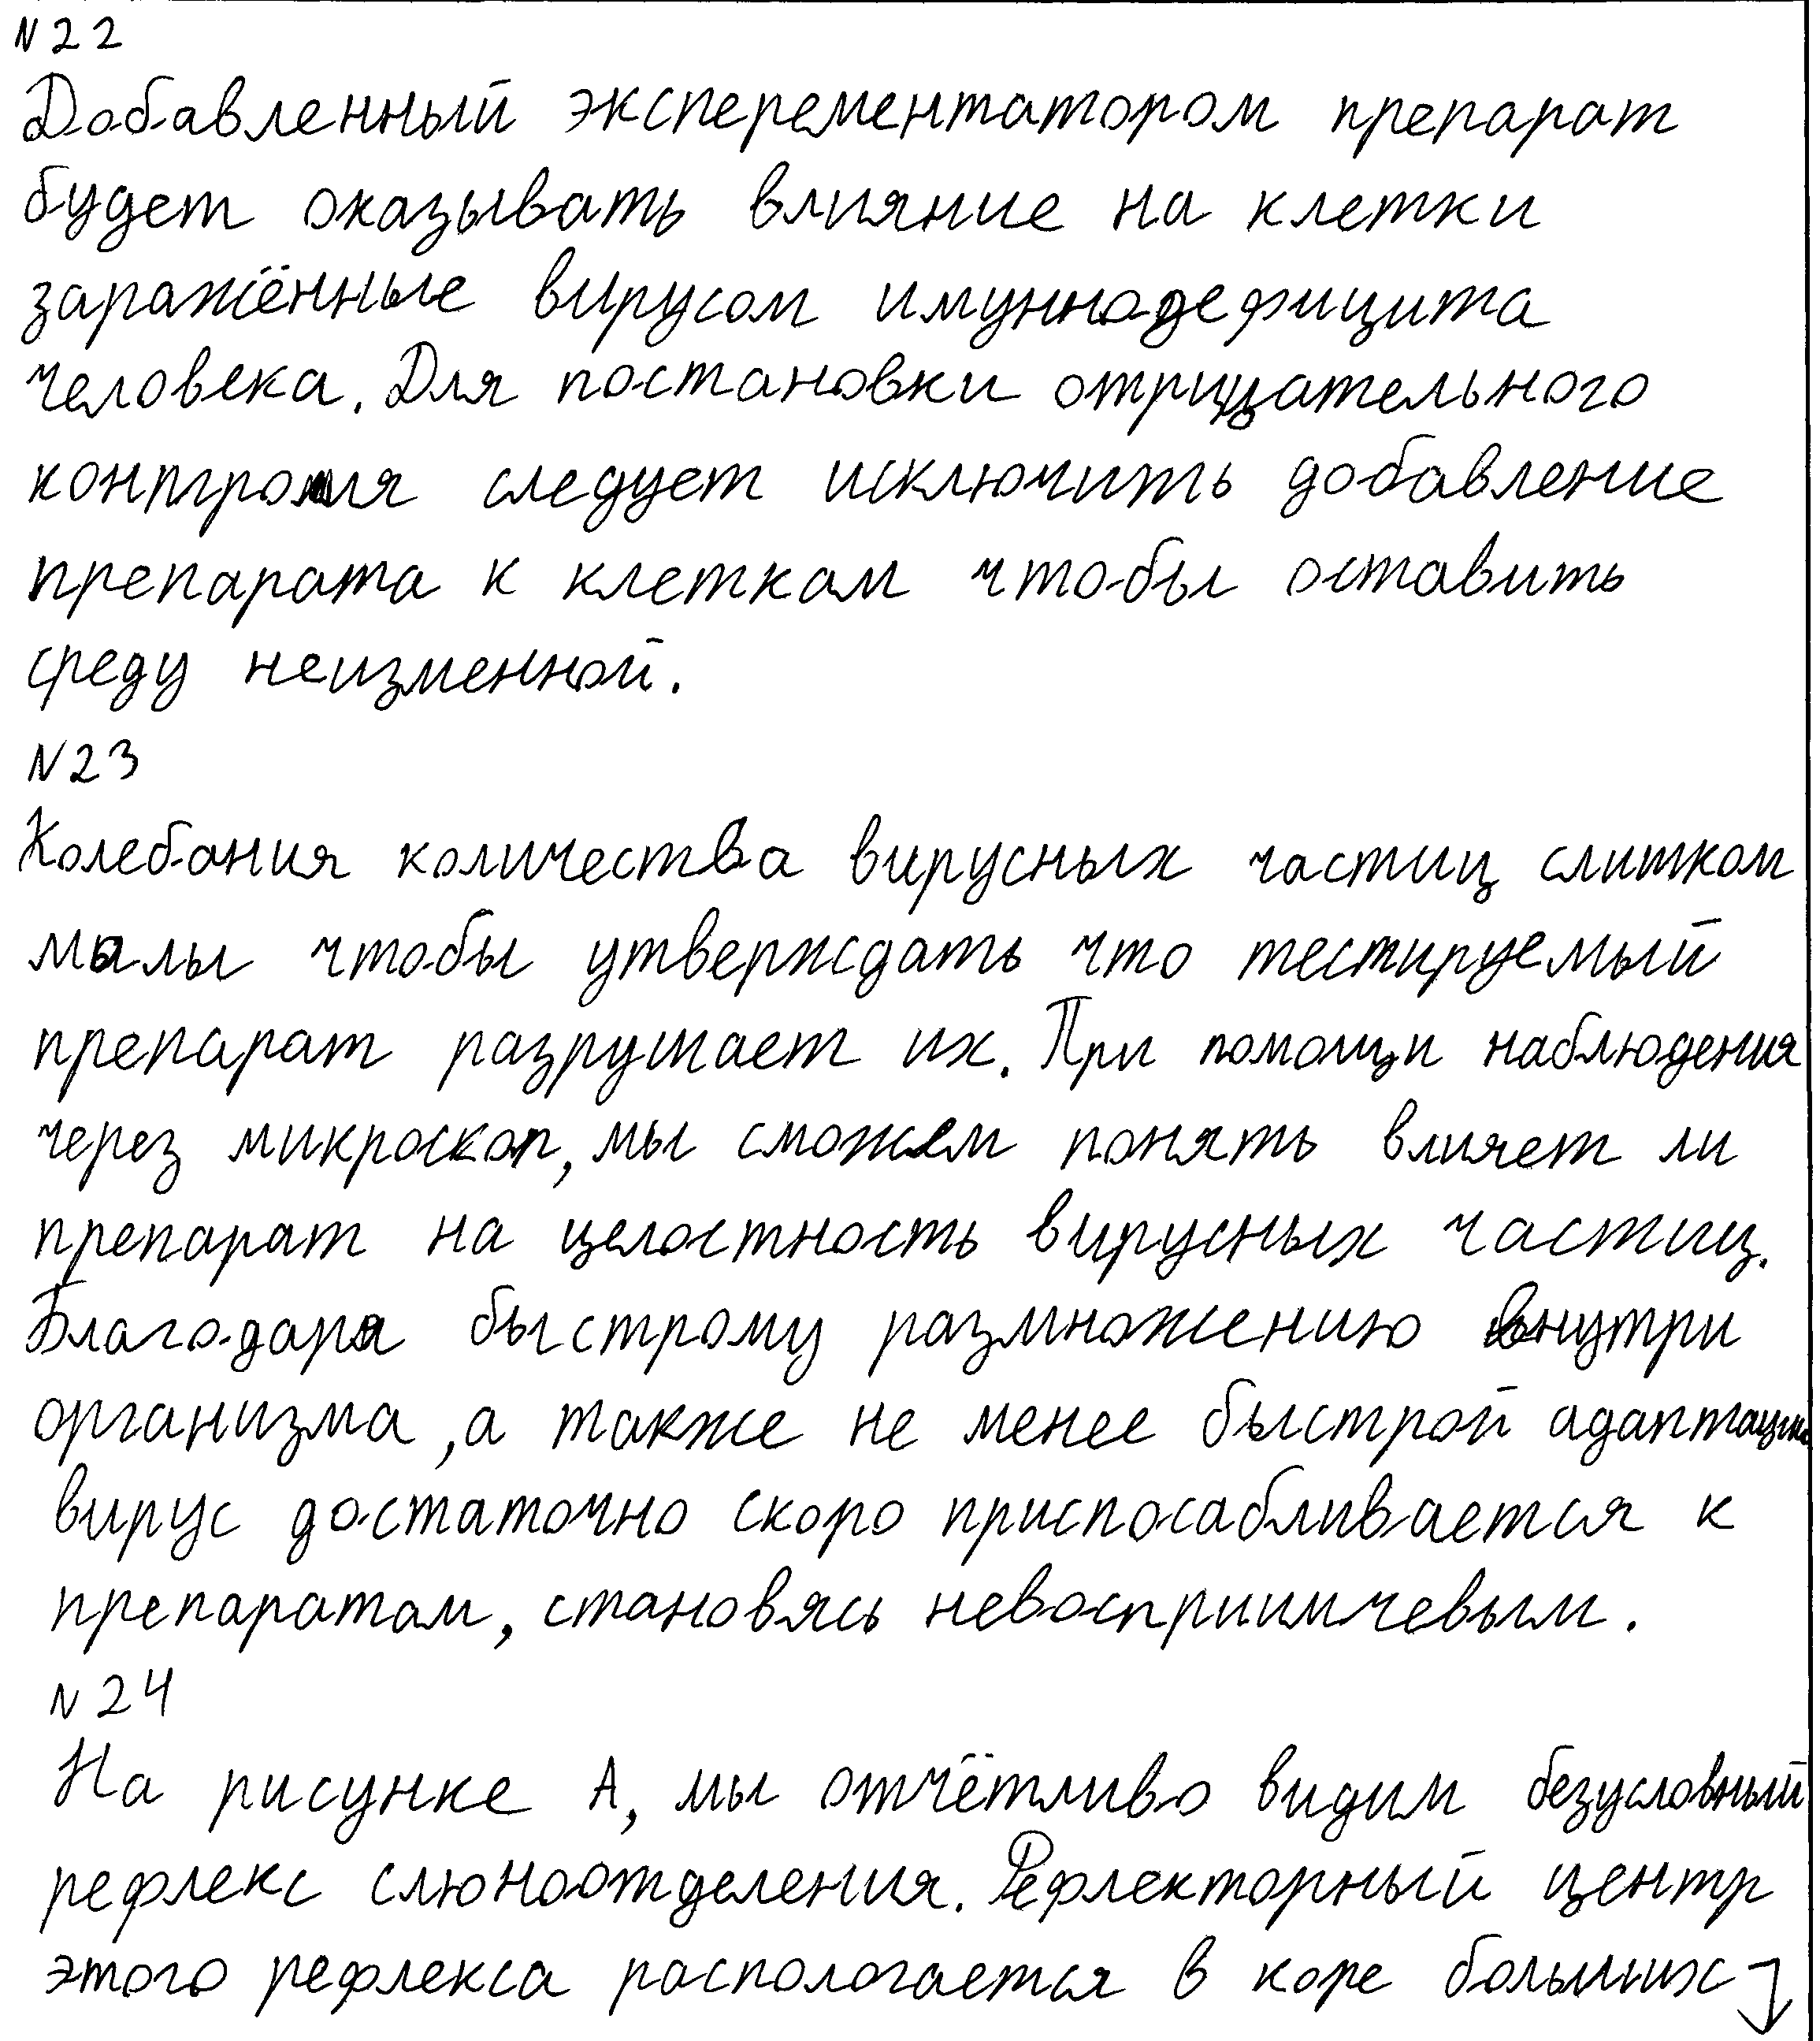 N22
Добавленный эксперементатором препарат
будет оказывать влияние на клетки
заражённые вирусом имуннодефицита
человека. Для постановки отрицательного
контроля следует исключить добавление
препарата к клеткам чтобы оставить
среду неизменной.
N23
Колебания количества вирусных частиц слишком
малы чтобы утверждать что тестируемый
препарат разрушает их. При помощи наблюдения
через микроскоп, мы сможем понять влияет ли
препарат на целостность вирусных частиц.
Благодаря быстрому размножению внутри
организма, а также не менее быстрой адаптации
вирус достаточно скоро приспосабливается к
препаратам, становясь невосприимчевым.
N24
На рисунке А, мы отчётливо видим безусловный
рефлекс слюноотделения. Рефлекторный центр
этого рефлекса распологается в коре больших